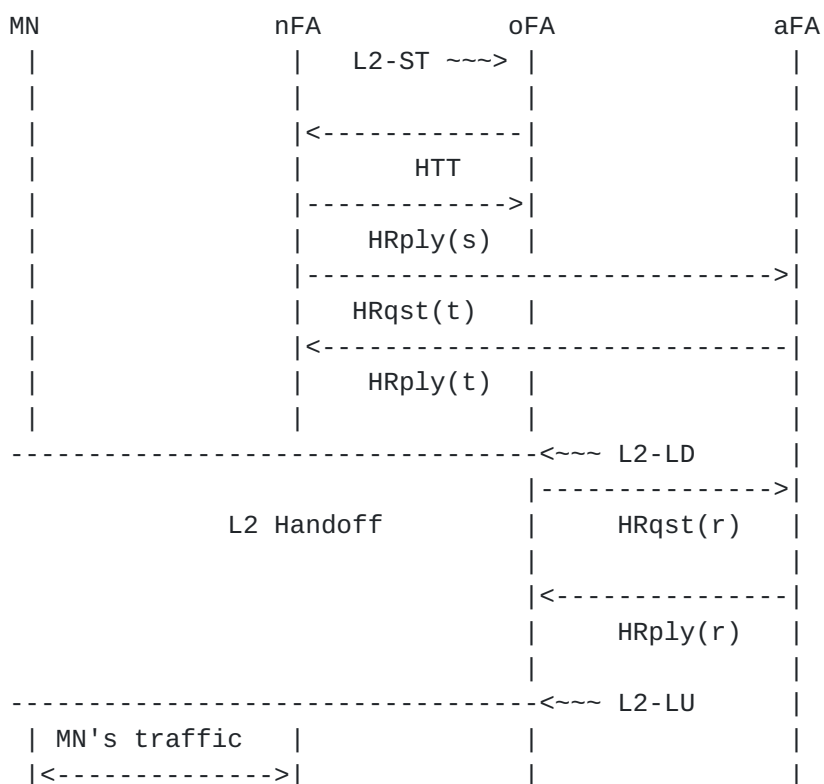 MN nFA oFA aFA
| | L2-ST ~~~> | |
| | | |
| |<-------------| |
| | HTT | |
| |------------->| |
| | HRply(s) | |
| |------------------------------>|
| | HRqst(t) | |
| |<------------------------------|
| | HRply(t) | |
| | | |
----------------------------------<~~~ L2-LD |
|--------------->|
L2 Handoff | HRqst(r) |
| |
|<---------------|
| HRply(r) |
| |
----------------------------------<~~~ L2-LU |
| MN's traffic | | |
|<-------------->| | |